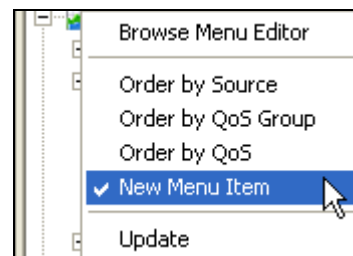 Browse Menu Editor
Order by Source
Order by QoS Group
Order by QoS
New Menu Item
Update